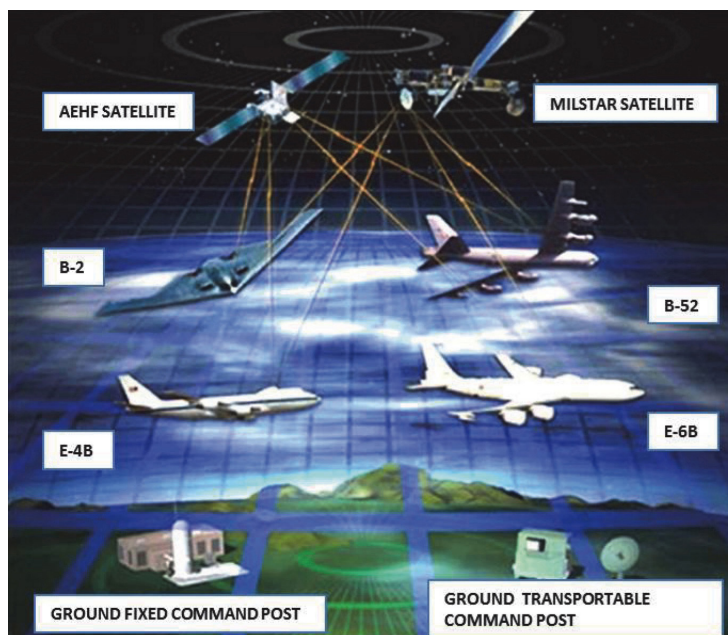 AEHF SATELLITE
MILSTAR SATELLITE
B-2
B-52
E-4B
E-6B
GROUND FIXED COMMAND POST
GROUND TRANSPORTABLE
COMMAND POST